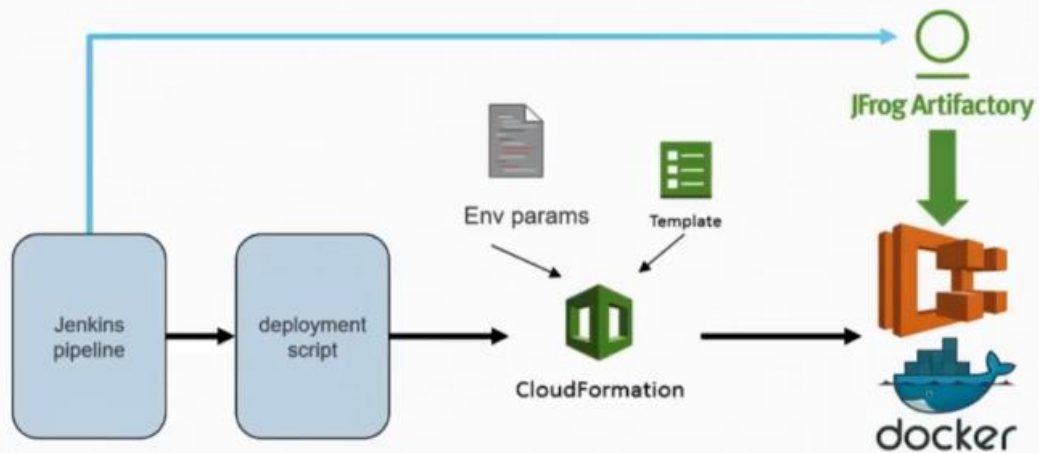 JFrog Artifactory
Env params
Template
Jenkins
pipeline
deployment
script
CloudFormation
docker